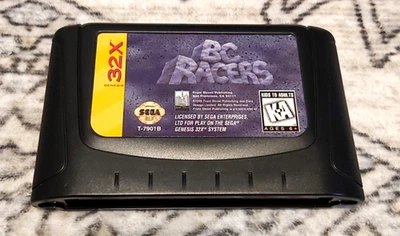 32X
GENESIS
BC
RACERS
SEGA
T-7901B
LICENSED BY SEGA ENTERPRISES,
LTD FOR PLAY ON THE SEGA
GENESIS 32X SYSTEM
KIDS TO ADULTS
K-A
AGES 6+